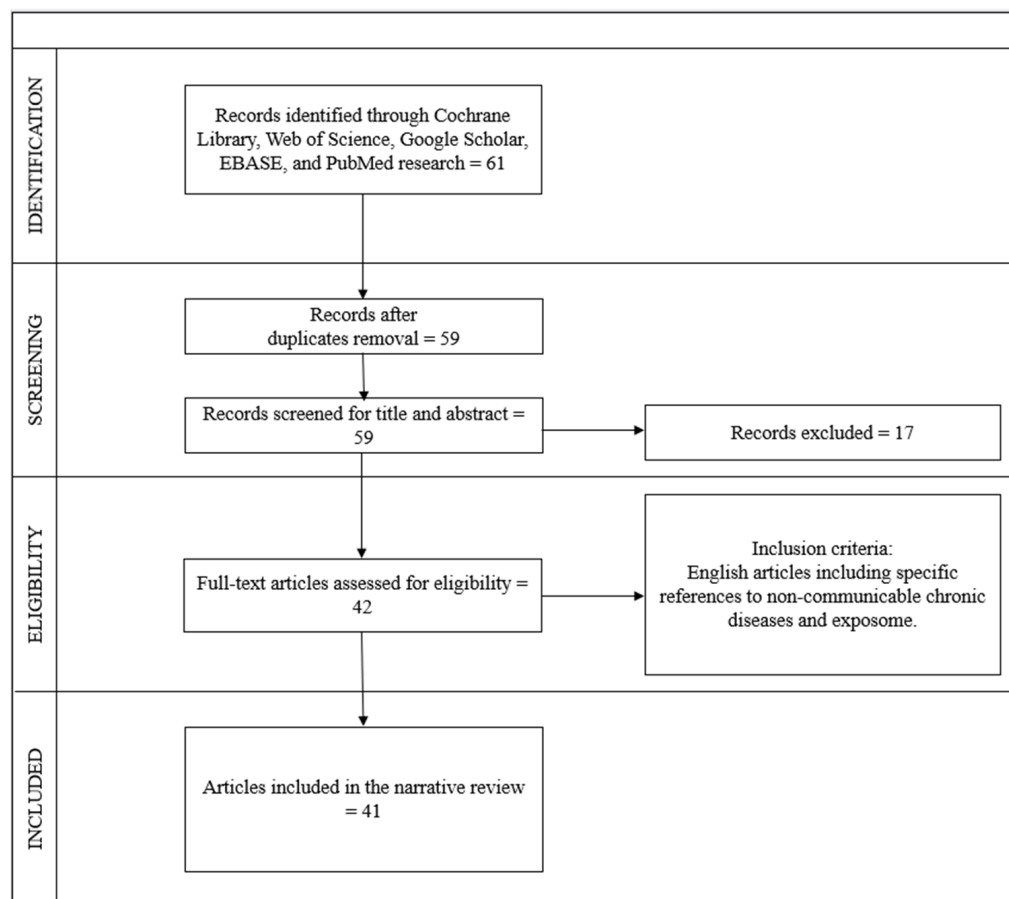 IDENTIFICATION
Records identified through Cochrane
Library, Web of Science, Google Scholar,
EBASE, and PubMed research = 61
SCREENING
Records after
duplicates removal = 59
Records screened for title and abstract =
59
Records excluded = 17
ELIGIBILITY
Full-text articles assessed for eligibility =
42
Inclusion criteria:
English articles including specific
references to non-communicable chronic
diseases and exposome.
INCLUDED
Articles included in the narrative review
= 41